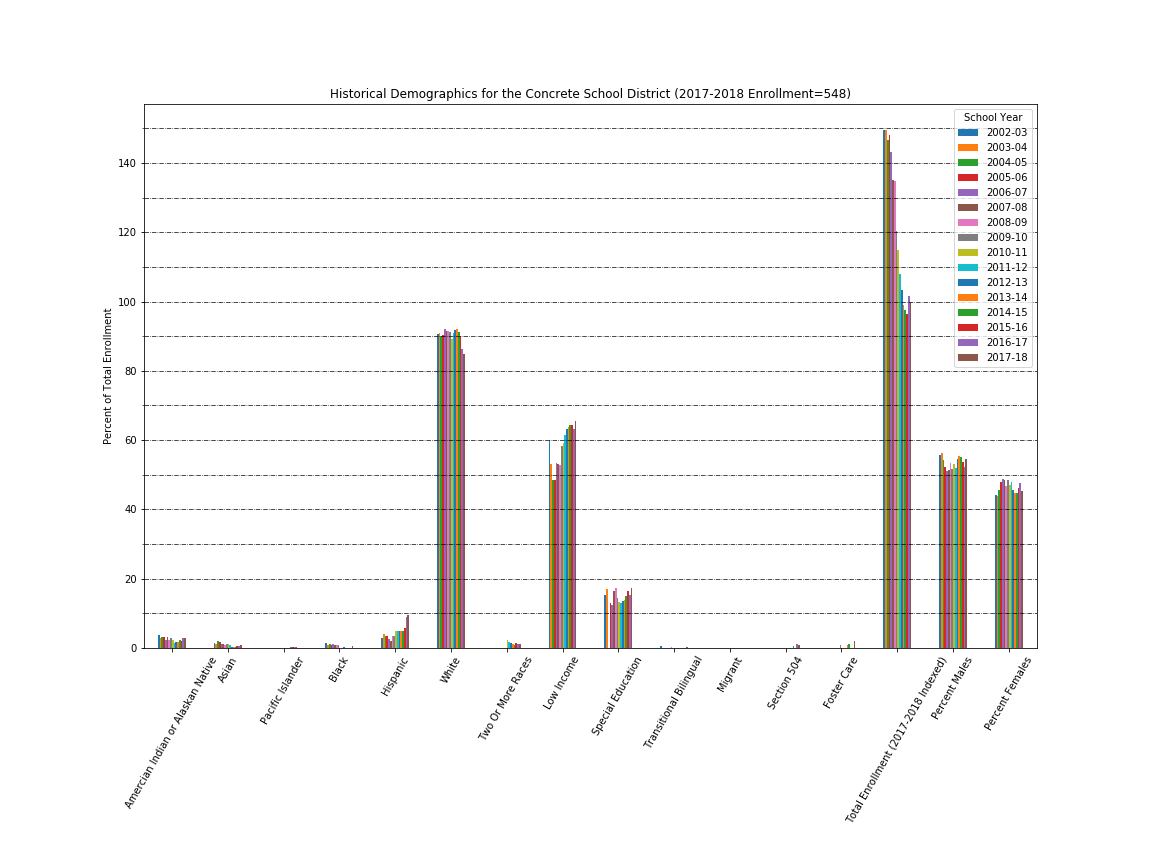 Historical Demographics for the Concrete School District (2017-2018 Enrollment=548)
Percent of Total Enrollment
140
120
100
80
60
40
20
0
School Year
2002-03
2003-04
2004-05
2005-06
2006-07
2007-08
2008-09
2009-10
2010-11
2011-12
2012-13
2013-14
2014-15
2015-16
2016-17
2017-18
Amercian Indian or Alaskan Native
Asian
Pacific Islander
Black
Hispanic
White
Two Or More Races
Low Income
Special Education
Transitional Bilingual
Migrant
Section 504
Foster Care
Total Enrollment (2017-2018 Indexed)
Percent Males
Percent Females